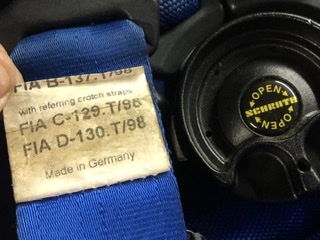 FIA B-137.T/98
with referring crotch straps
FIA C-129.T/98
FIA D-130.T/98
Made in Germany
OPEN
SCHROTH
OPEN